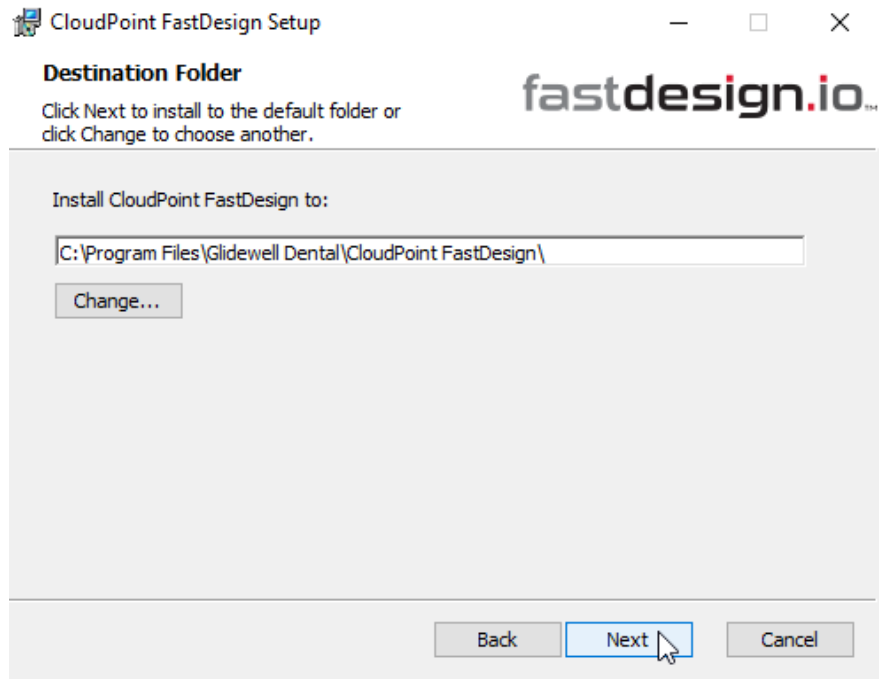 CloudPoint FastDesign Setup
Destination Folder
Click Next to install to the default folder or
click Change to choose another.
fastdesign.io™
Install CloudPoint FastDesign to:
C:\Program Files\Glidewell Dental\CloudPoint FastDesign\
Change...
Back
Next
Cancel